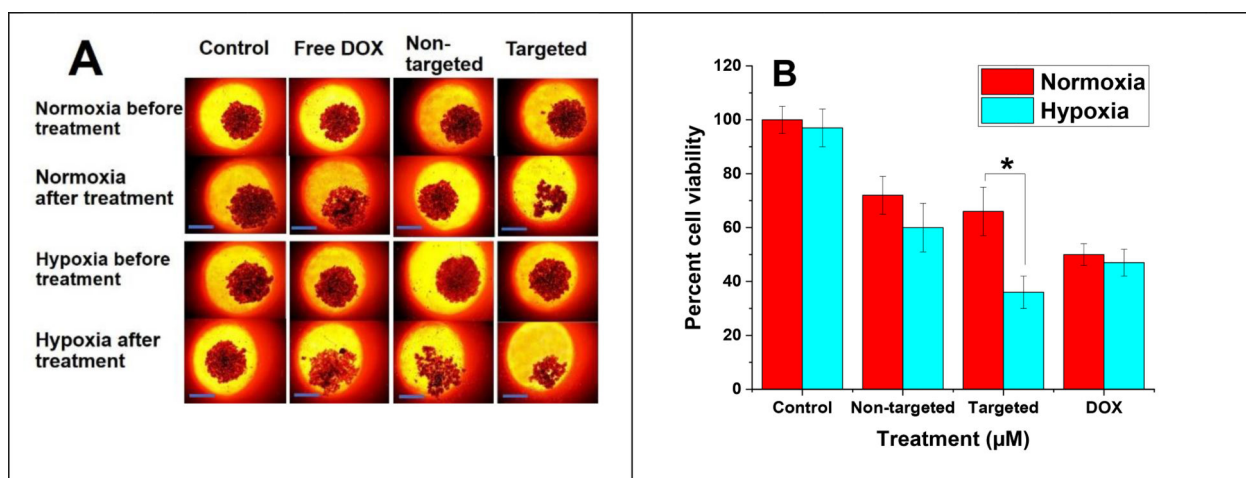 A
Control
Free DOX
Non-
targeted
Targeted
Normoxia before
treatment
Normoxia
after treatment
Hypoxia before
treatment
Hypoxia after
treatment
B
Normoxia
Hypoxia
*
Percent cell viability
120
100
80
60
40
20
0
Control
Non-targeted
Targeted
DOX
Treatment (µM)